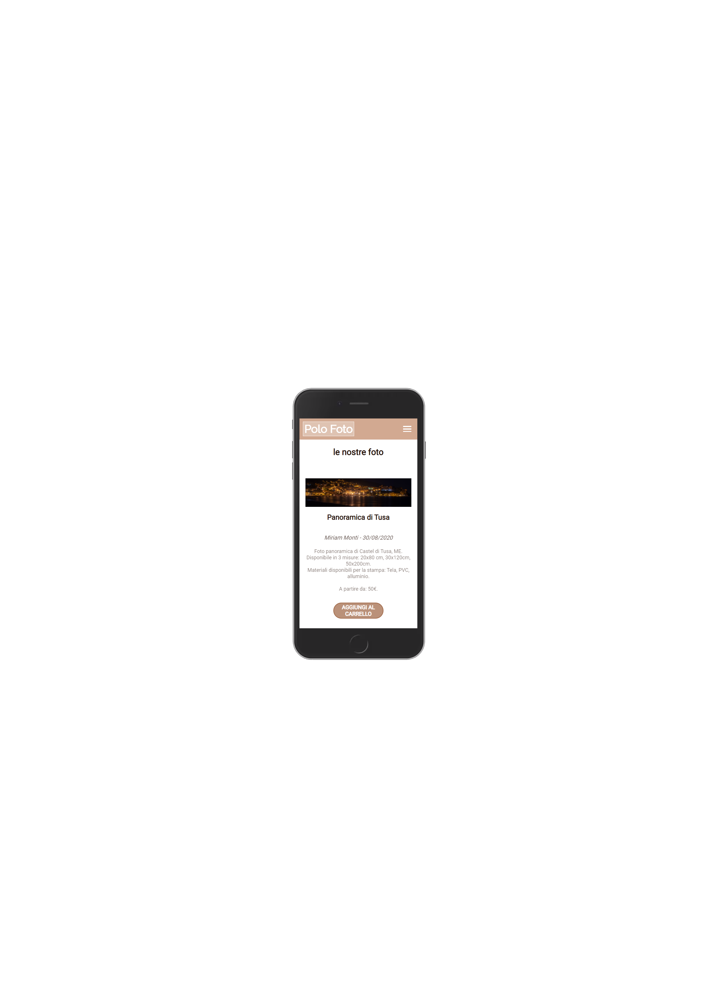 Polo Foto
le nostre foto
Panoramica di Tusa
Miriam Monti - 30/08/2020
Foto panoramica di Castel di Tusa, ME.
Disponibile in 3 misure: 20x80 cm, 30x120cm,
50x200cm.
Materiali disponibili per la stampa: Tela, PVC,
alluminio.
A partire da: 50€.
AGGIUNGI AL
CARRELLO